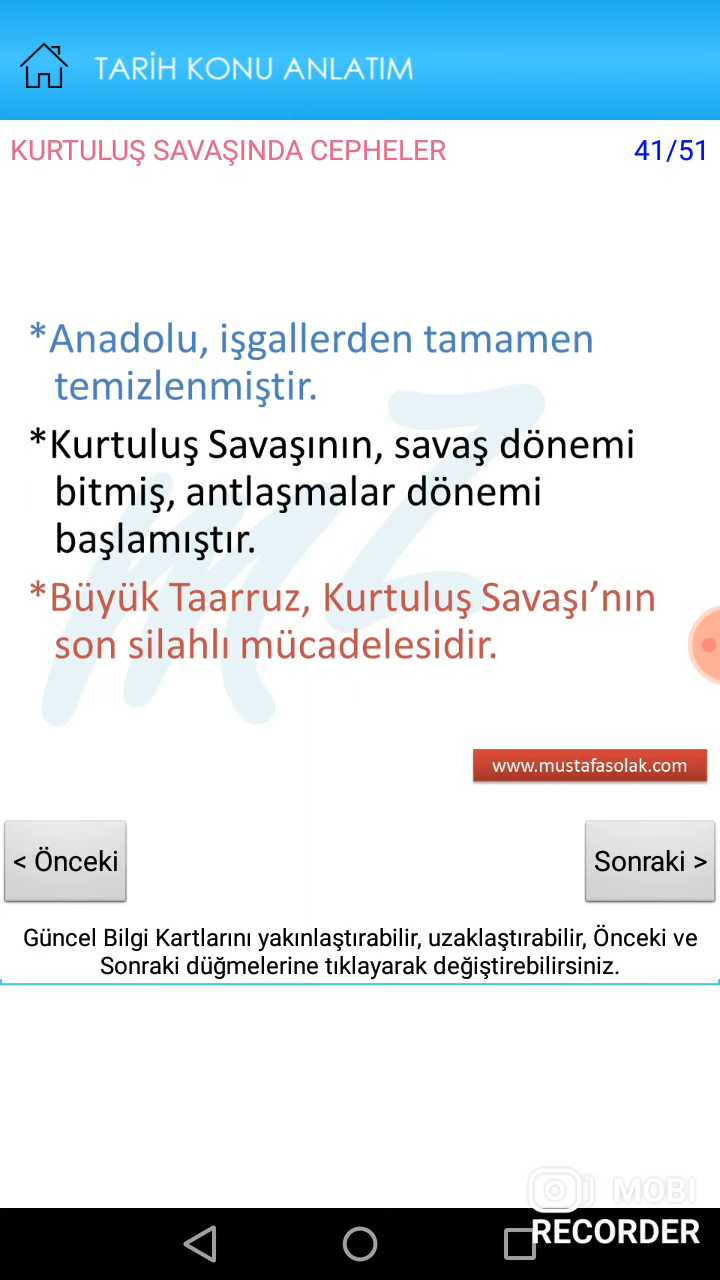 TARİH KONU ANLATIM
KURTULUŞ SAVAŞINDA CEPHELER 41/51
*Anadolu, işgallerden tamamen
temizlenmiştir.
*Kurtuluş Savaşının, savaş dönemi
bitmiş, antlaşmalar dönemi
başlamıştır.
*Büyük Taarruz, Kurtuluş Savaşı’nın
son silahlı mücadelesidir.
mz
www.mustafasolak.com
< Önceki Sonraki >
Güncel Bilgi Kartlarını yakınlaştırabilir, uzaklaştırabilir, Önceki ve
Sonraki düğmelerine tıklayarak değiştirebilirsiniz.
MOBI
RECORDER